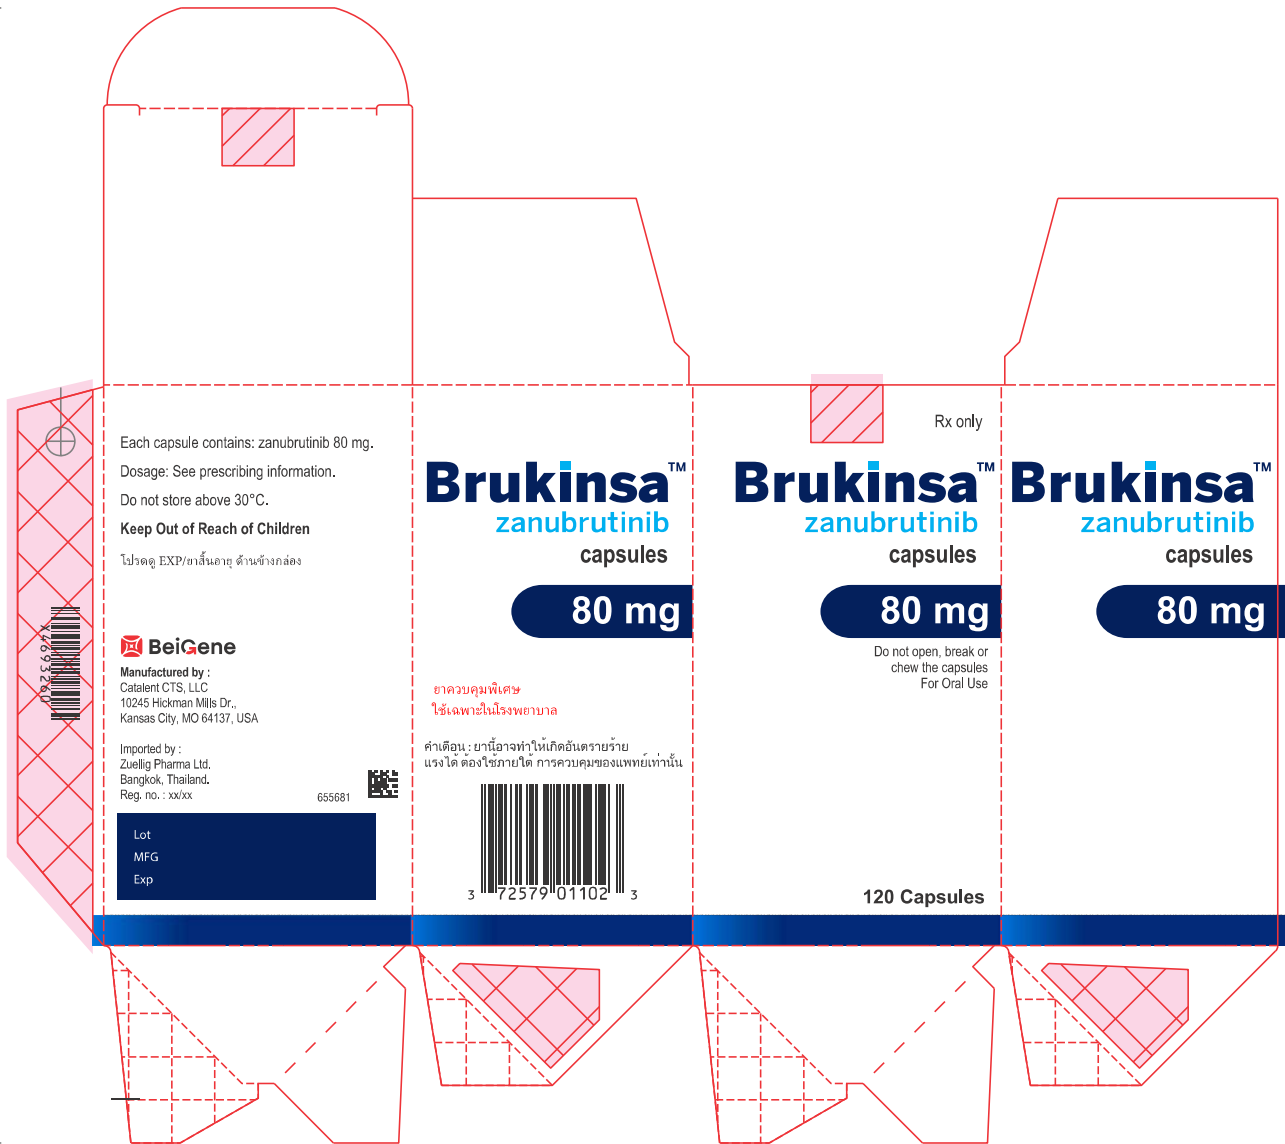 Each capsule contains: zanubrutinib 80 mg.
Dosage: See prescribing information.
Do not store above 30°C.
Keep Out of Reach of Children
โปรดดู EXP/ยาสิ้นอายุ ด้านข้างกล่อง
BeiGene
Manufactured by :
Catalent CTS, LLC
10245 Hickman Mills Dr.,
Kansas City, MO 64137, USA
Imported by :
Zuellig Pharma Ltd.
Bangkok, Thailand.
Reg. no. : xx/xx
655681
Lot
MFG
Exp
X4693260
Brukinsa™
zanubrutinib
capsules
80 mg
ยาควบคุมพิเศษ
ใช้เฉพาะในโรงพยาบาล
คำเตือน : ยานี้อาจทำให้เกิดอันตรายร้าย
แรงได้ ต้องใช้ภายใต้ การควบคุมของแพทย์เท่านั้น
3 72579 01102 3
Rx only
Brukinsa™
zanubrutinib
capsules
80 mg
Do not open, break or
chew the capsules
For Oral Use
120 Capsules
Brukinsa™
zanubrutinib
capsules
80 mg